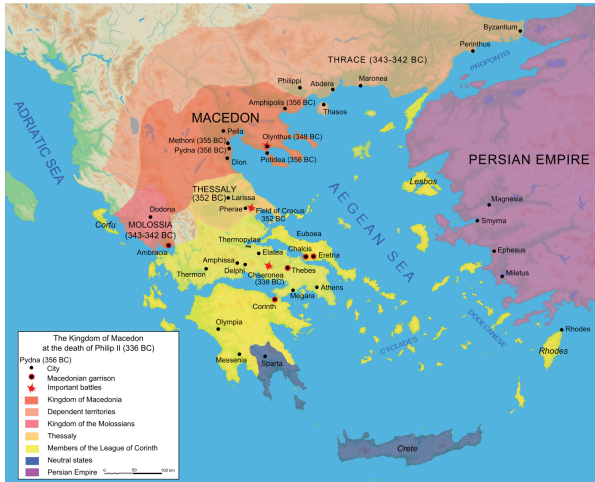 Byzantium
Perinthus
THRACE (343-342 BC)
PROPONTIS
Philippi
Abdera
Maronea
Amphipolis (356 BC)
Thasos
MACEDON
Pella
Olynthus (348 BC)
Methoni (355 BC)
Pydna (356 BC)
Potidea (356 BC)
Dion
ADRIATIC SEA
PERSIAN EMPIRE
THESSALY
(352 BC)
Larissa
Pherae
Field of Crocus
352 BC
Lesbos
AEGEAN SEA
Magnesia
Smyrna
Dodona
Corfu
MOLOSSIA
(343-342 BC)
Ambracia
Euboea
Thermopylae
Chalcis
Elatea
Eretria
Ephesus
Amphissa
Delphi
Thebes
Thermon
Chaeronea
(338 BC)
Miletus
Athens
Megara
Corinth
Olympia
DODECANESE
Rhodes
CYCLADES
Rhodes
Messenia
Sparta
Crete
The Kingdom of Macedon
at the death of Philip II (336 BC)
Pydna (356 BC)
City
Macedonian garrison
Important battles
Kingdom of Macedonia
Dependent territories
Kingdom of the Molossians
Thessaly
Members of the League of Corinth
Neutral states
Persian Empire
0 50 100 km